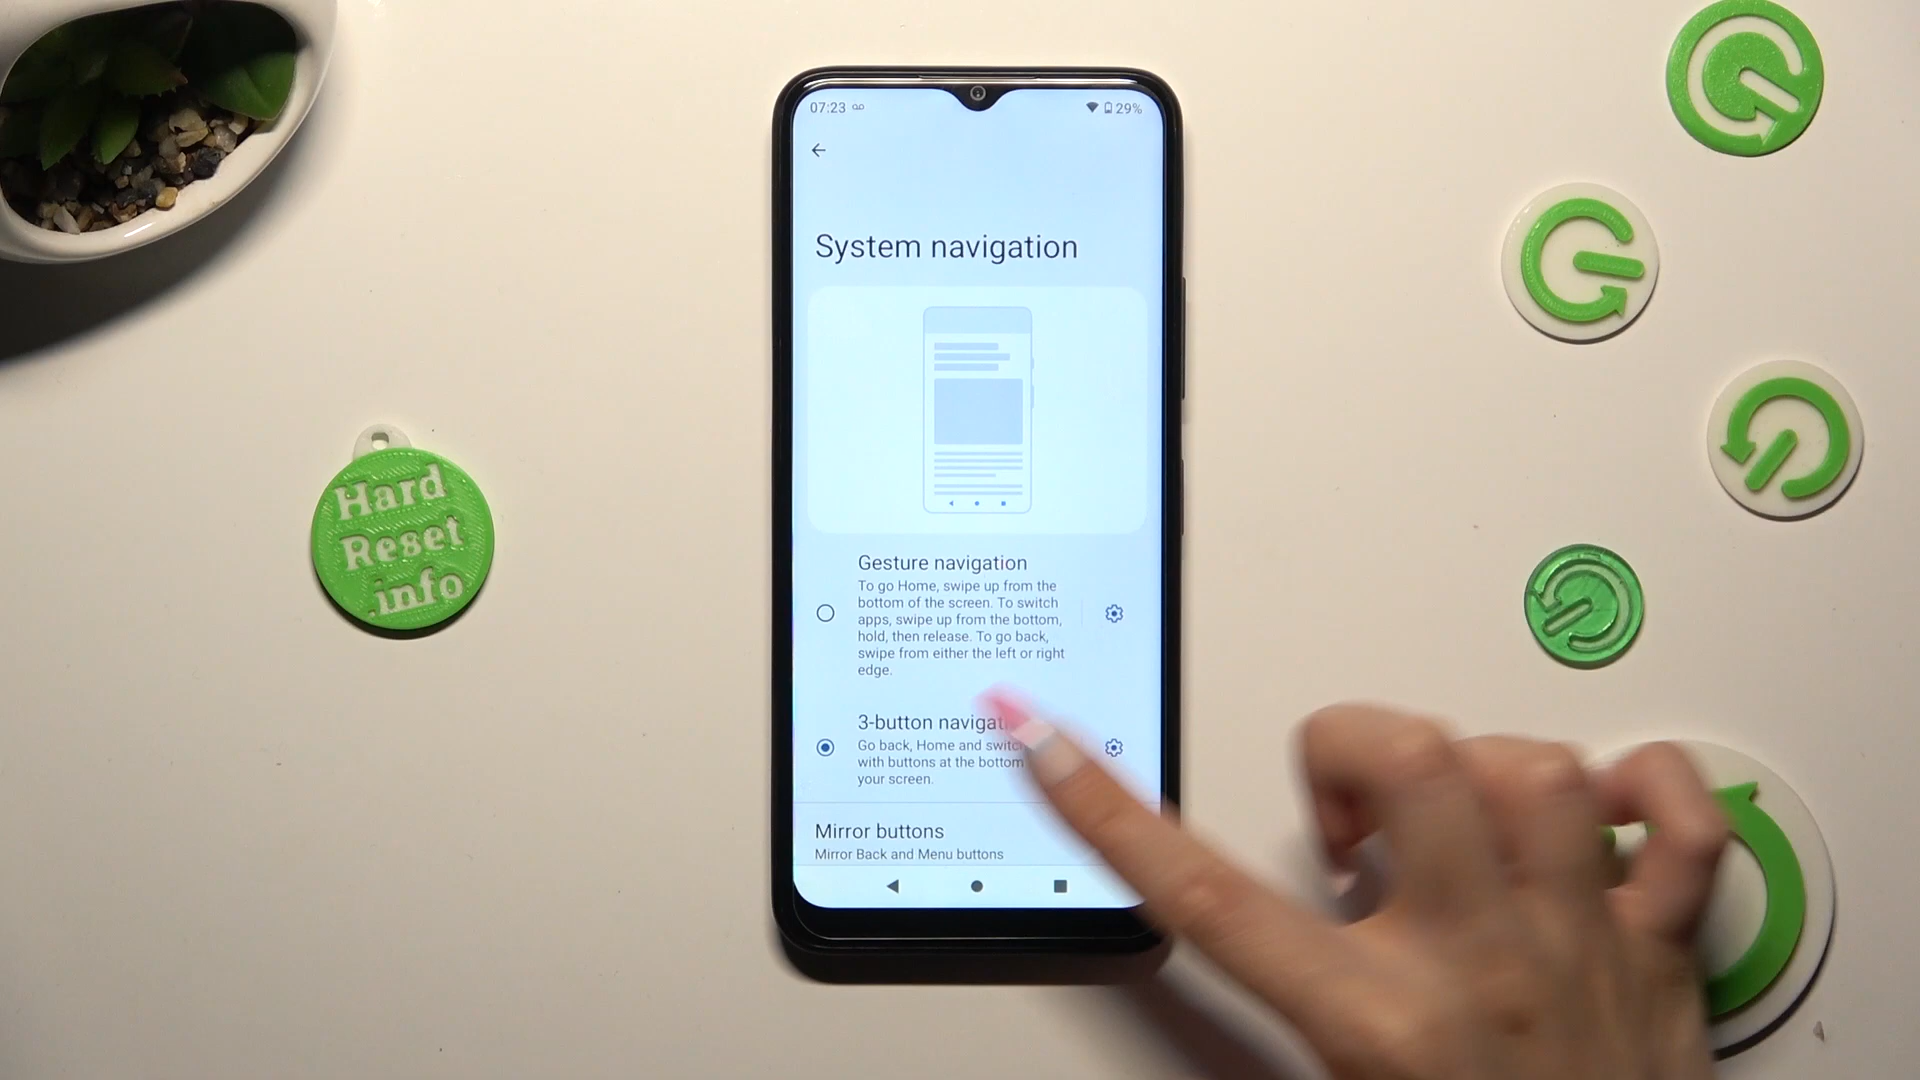 07:23
29%
System navigation
Gesture navigation
To go Home, swipe up from the
bottom of the screen. To switch
apps, swipe up from the bottom,
hold, then release. To go back,
swipe from either the left or right
edge.
3-button
Go back, Home and
with buttons at the bottom
your screen.
Mirror buttons
Mirror Back and Menu buttons
Hard
Reset
.info